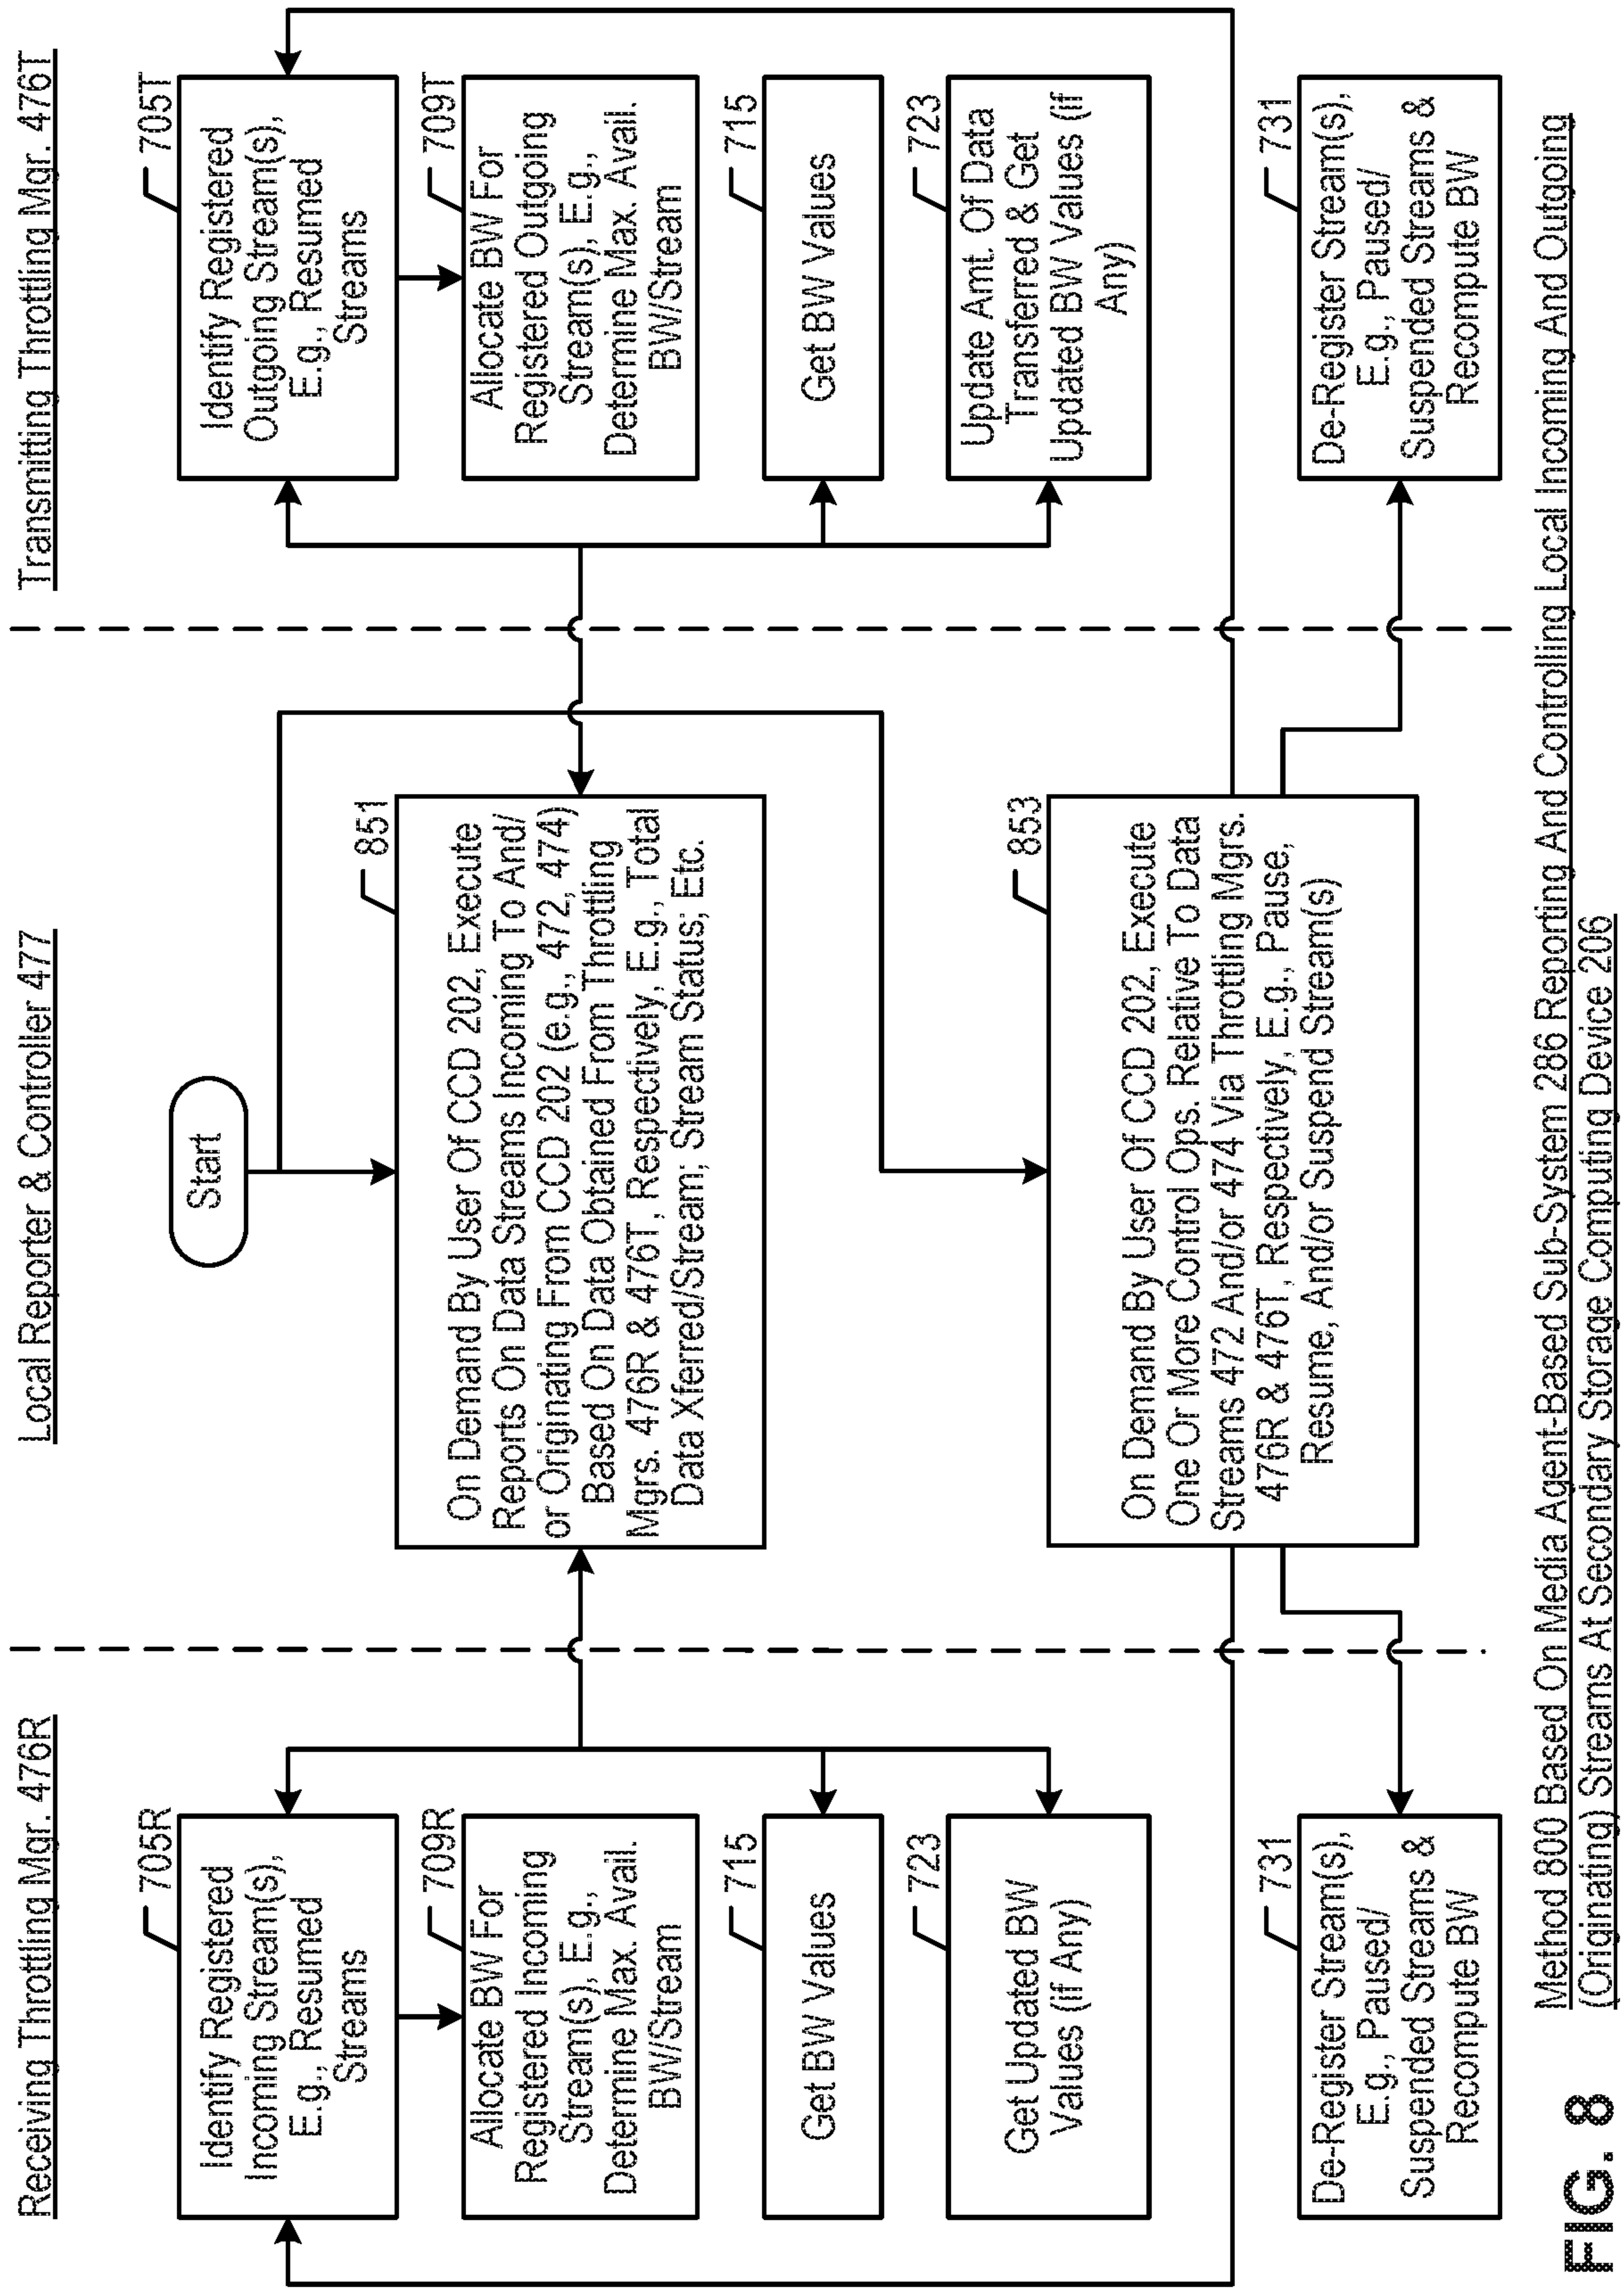 Receiving Throttling Mgr. 476R
705R
Identify Registered
Incoming Stream(s),
E.g., Resumed
Streams
709R
Allocate BW For
Registered Incoming
Stream(s), E.g.,
Determine Max. Avail.
BW/Stream
715
Get BW Values
723
Get Updated BW
Values (if Any)
731
De-Register Stream(s),
E.g., Paused/
Suspended Streams &
Recompute BW
Local Reporter & Controller 477
Start
851
On Demand By User Of CCD 202, Execute
Reports On Data Streams Incoming To And/
or Originating From CCD 202 (e.g., 472, 474)
Based On Data Obtained From Throttling
Mgrs. 476R & 476T, Respectively, E.g., Total
Data Xferred/Stream; Stream Status; Etc.
853
On Demand By User Of CCD 202, Execute
One Or More Control Ops. Relative To Data
Streams 472 And/or 474 Via Throttling Mgrs.
476R & 476T, Respectively, E.g., Pause,
Resume, And/or Suspend Stream(s)
Transmitting Throttling Mgr. 476T
705T
Identify Registered
Outgoing Stream(s),
E.g., Resumed
Streams
709T
Allocate BW For
Registered Outgoing
Stream(s), E.g.,
Determine Max. Avail.
BW/Stream
715
Get BW Values
723
Update Amt. Of Data
Transferred & Get
Updated BW Values (if
Any)
731
De-Register Stream(s),
E.g., Paused/
Suspended Streams &
Recompute BW
FIG. 8
Method 800 Based On Media Agent-Based Sub-System 286 Reporting And Controlling Local Incoming And Outgoing
(Originating) Streams At Secondary Storage Computing Device 206